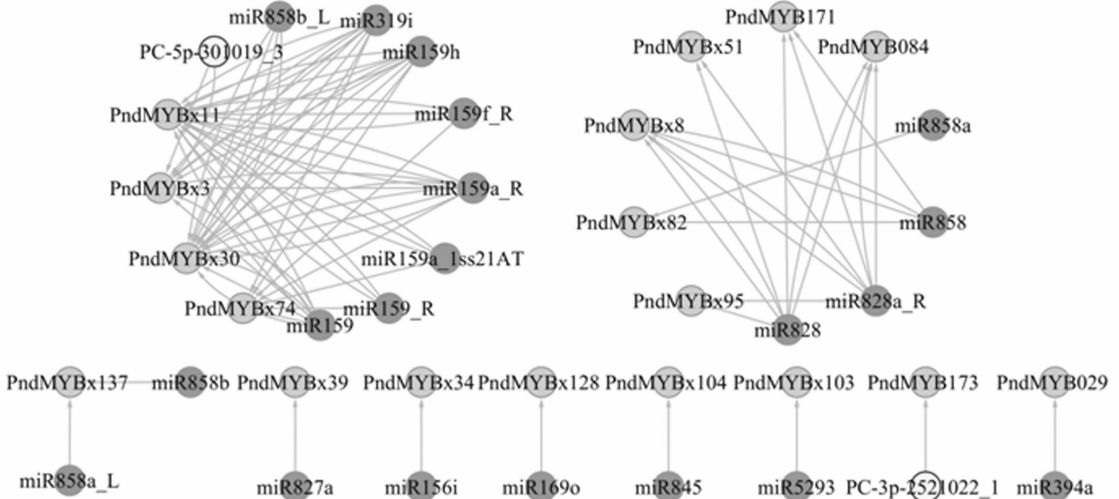 miR858b_L
miR319i
PC-5p-301019_3
miR159h
PndMYBx11
miR159f_R
PndMYBx3
miR159a_R
PndMYBx30
miR159a_1ss21AT
PndMYBx74
miR159_R
miR159
PndMYB171
PndMYBx51
PndMYB084
PndMYBx8
miR858a
PndMYBx82
miR858
PndMYBx95
miR828a_R
miR828
PndMYBx137
miR858b
PndMYBx39
PndMYBx34
PndMYBx128
PndMYBx104
PndMYBx103
PndMYB173
PndMYB029
miR858a_L
miR827a
miR156i
miR169o
miR845
miR5293
PC-3p-2521022_1
miR394a